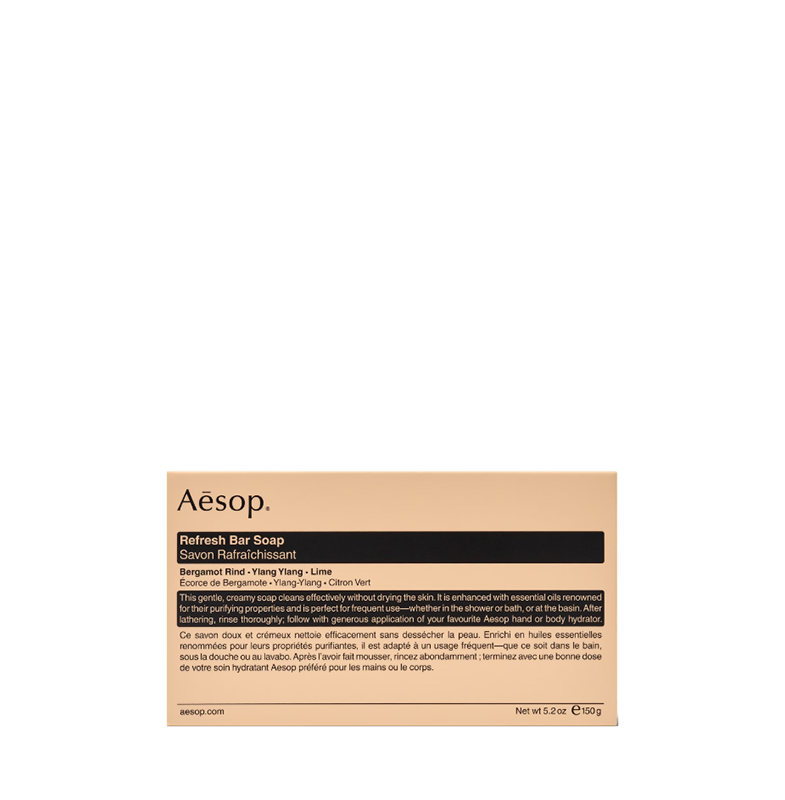 Aēsop®
Refresh Bar Soap
Savon Rafraîchissant
Bergamot Rind • Ylang Ylang • Lime
Écorce de Bergamote • Ylang-Ylang • Citron Vert
This gentle, creamy soap cleans effectively without drying the skin. It is enhanced with essential oils renowned
for their purifying properties and is perfect for frequent use—whether in the shower or bath, or at the basin. After
lathering, rinse thoroughly; follow with generous application of your favourite Aesop hand or body hydrator.
Ce savon doux et crémeux nettoie efficacement sans dessécher la peau. Enrichi en huiles essentielles
renommées pour leurs propriétés purifiantes, il est adapté à un usage fréquent—que ce soit dans le bain,
sous la douche ou au lavabo. Après l'avoir fait mousser, rincez abondamment ; terminez avec une bonne dose
de votre soin hydratant Aesop préféré pour les mains ou le corps.
aesop.com
Net wt 5.2 oz ℮150 g